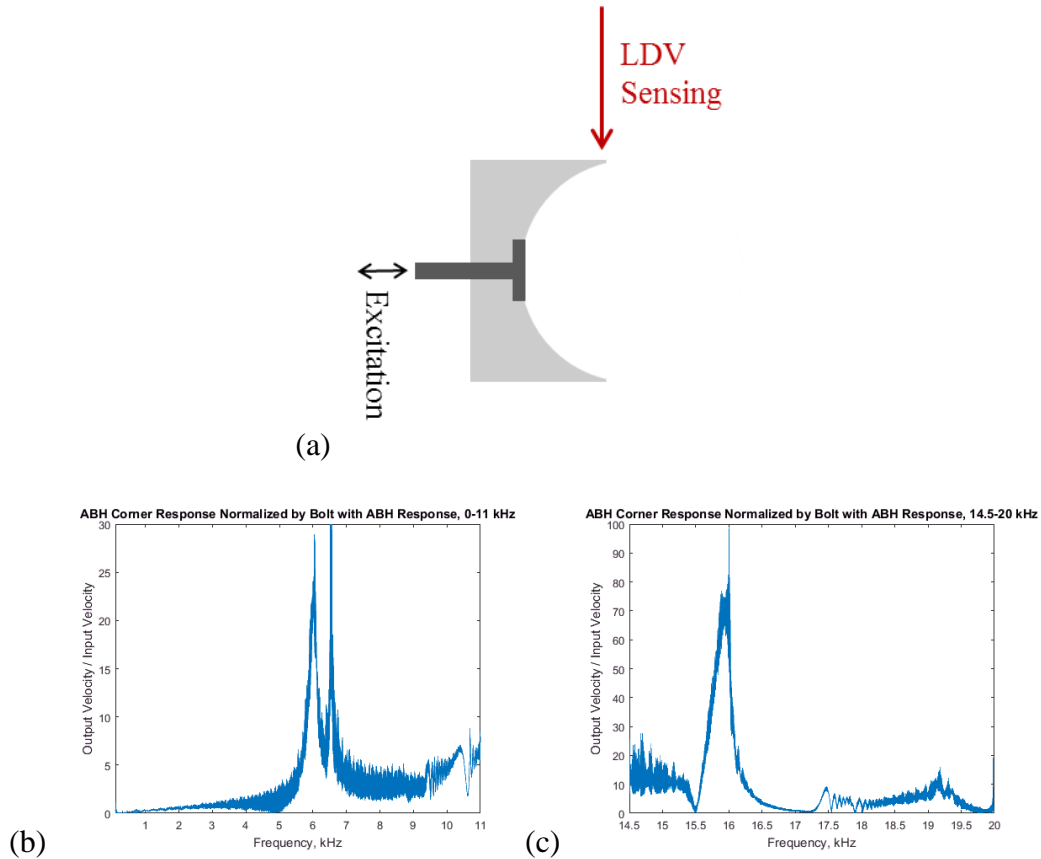 LDV
Sensing
Excitation
(a)
ABH Corner Response Normalized by Bolt with ABH Response, 0-11 kHz
30
25
20
15
10
5
0
Output Velocity / Input Velocity
1 2 3 4 5 6 7 8 9 10 11
Frequency, kHz
(b)
ABH Corner Response Normalized by Bolt with ABH Response, 14.5-20 kHz
100
90
80
70
60
50
40
30
20
10
0
Output Velocity / Input Velocity
14.5 15 15.5 16 16.5 17 17.5 18 18.5 19 19.5 20
Frequency, kHz
(c)